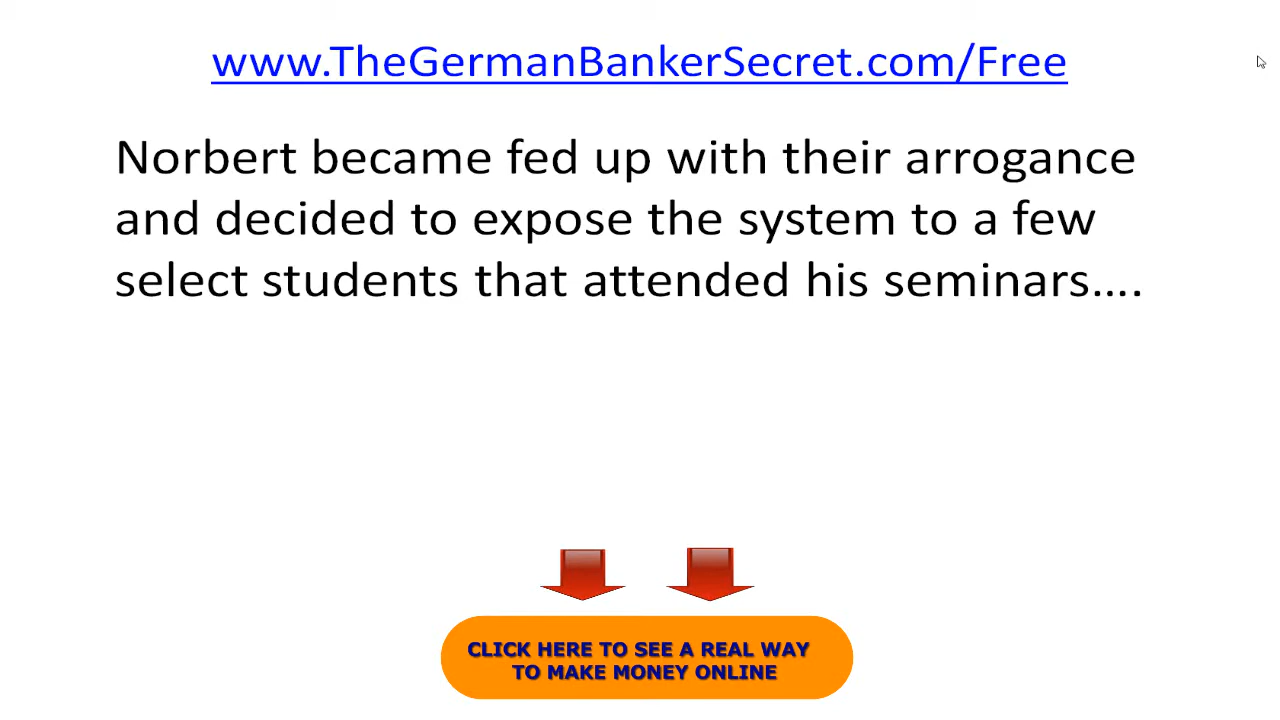 www.TheGermanBankerSecret.com/Free
Norbert became fed up with their arrogance
and decided to expose the system to a few
select students that attended his seminars....
CLICK HERE TO SEE A REAL WAY
TO MAKE MONEY ONLINE